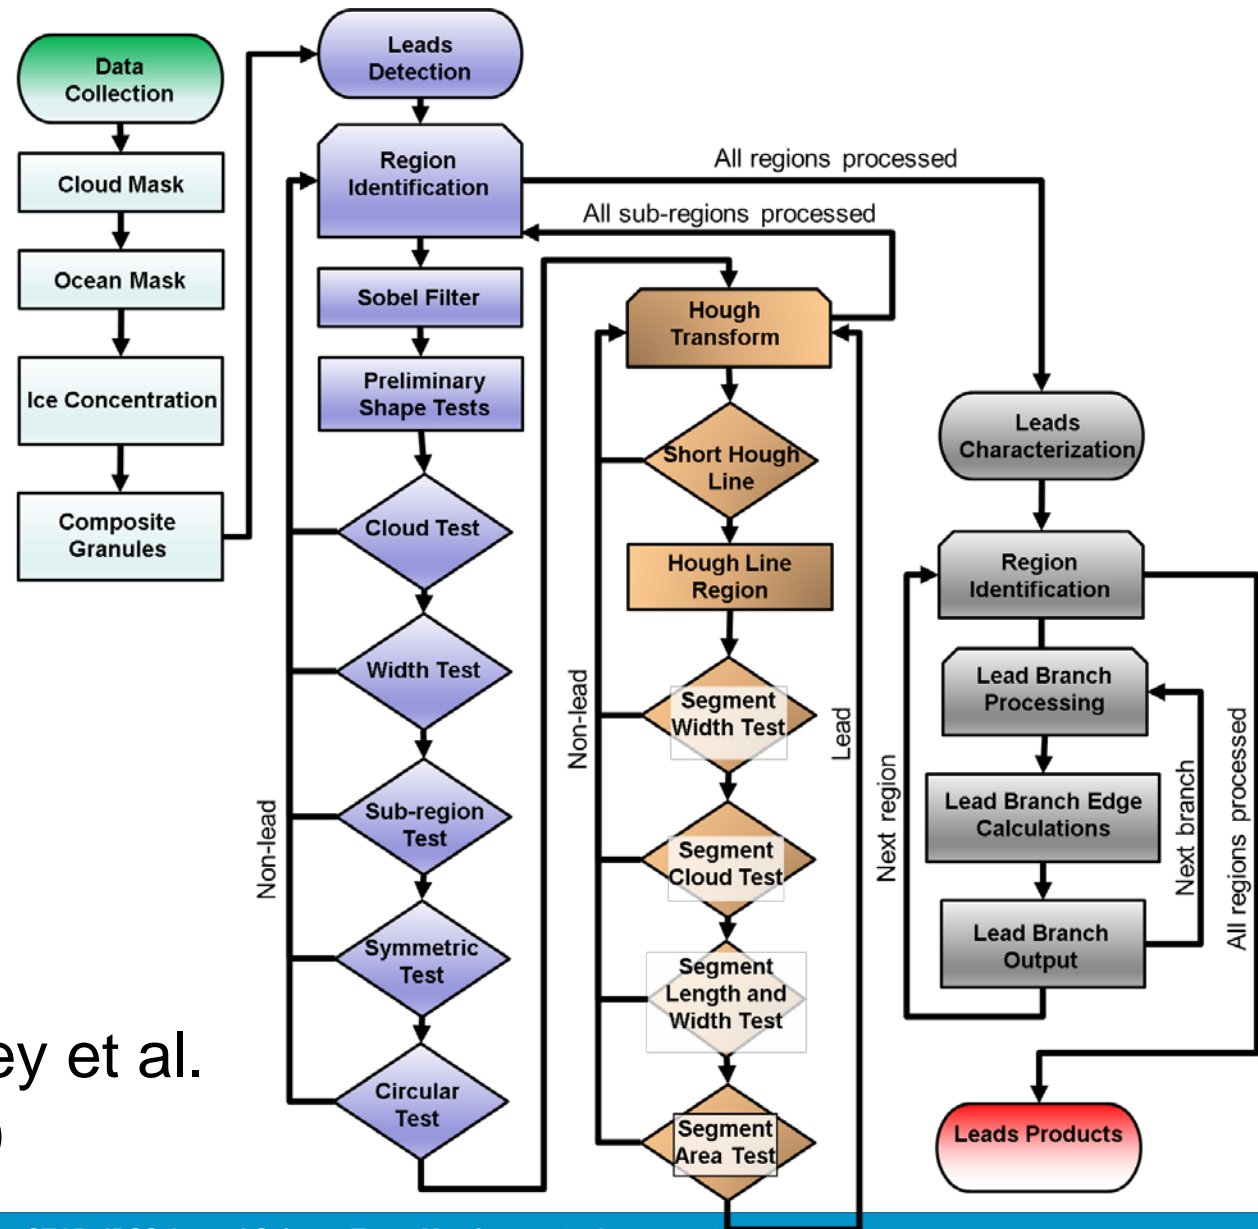 Data
Collection
Cloud Mask
Ocean Mask
Ice Concentration
Composite
Granules
Leads
Detection
Region
Identification
Sobel Filter
Preliminary
Shape Tests
Cloud Test
Width Test
Sub-region
Test
Symmetric
Test
Circular
Test
Non-lead
All regions processed
All sub-regions processed
Hough
Transform
Short Hough
Line
Hough Line
Region
Segment
Width Test
Segment
Cloud Test
Segment
Length and
Width Test
Segment
Area Test
Non-lead
Lead
Leads
Characterization
Region
Identification
Lead Branch
Processing
Lead Branch Edge
Calculations
Lead Branch
Output
Next region
Next branch
All regions processed
Leads Products
ey et al.
)